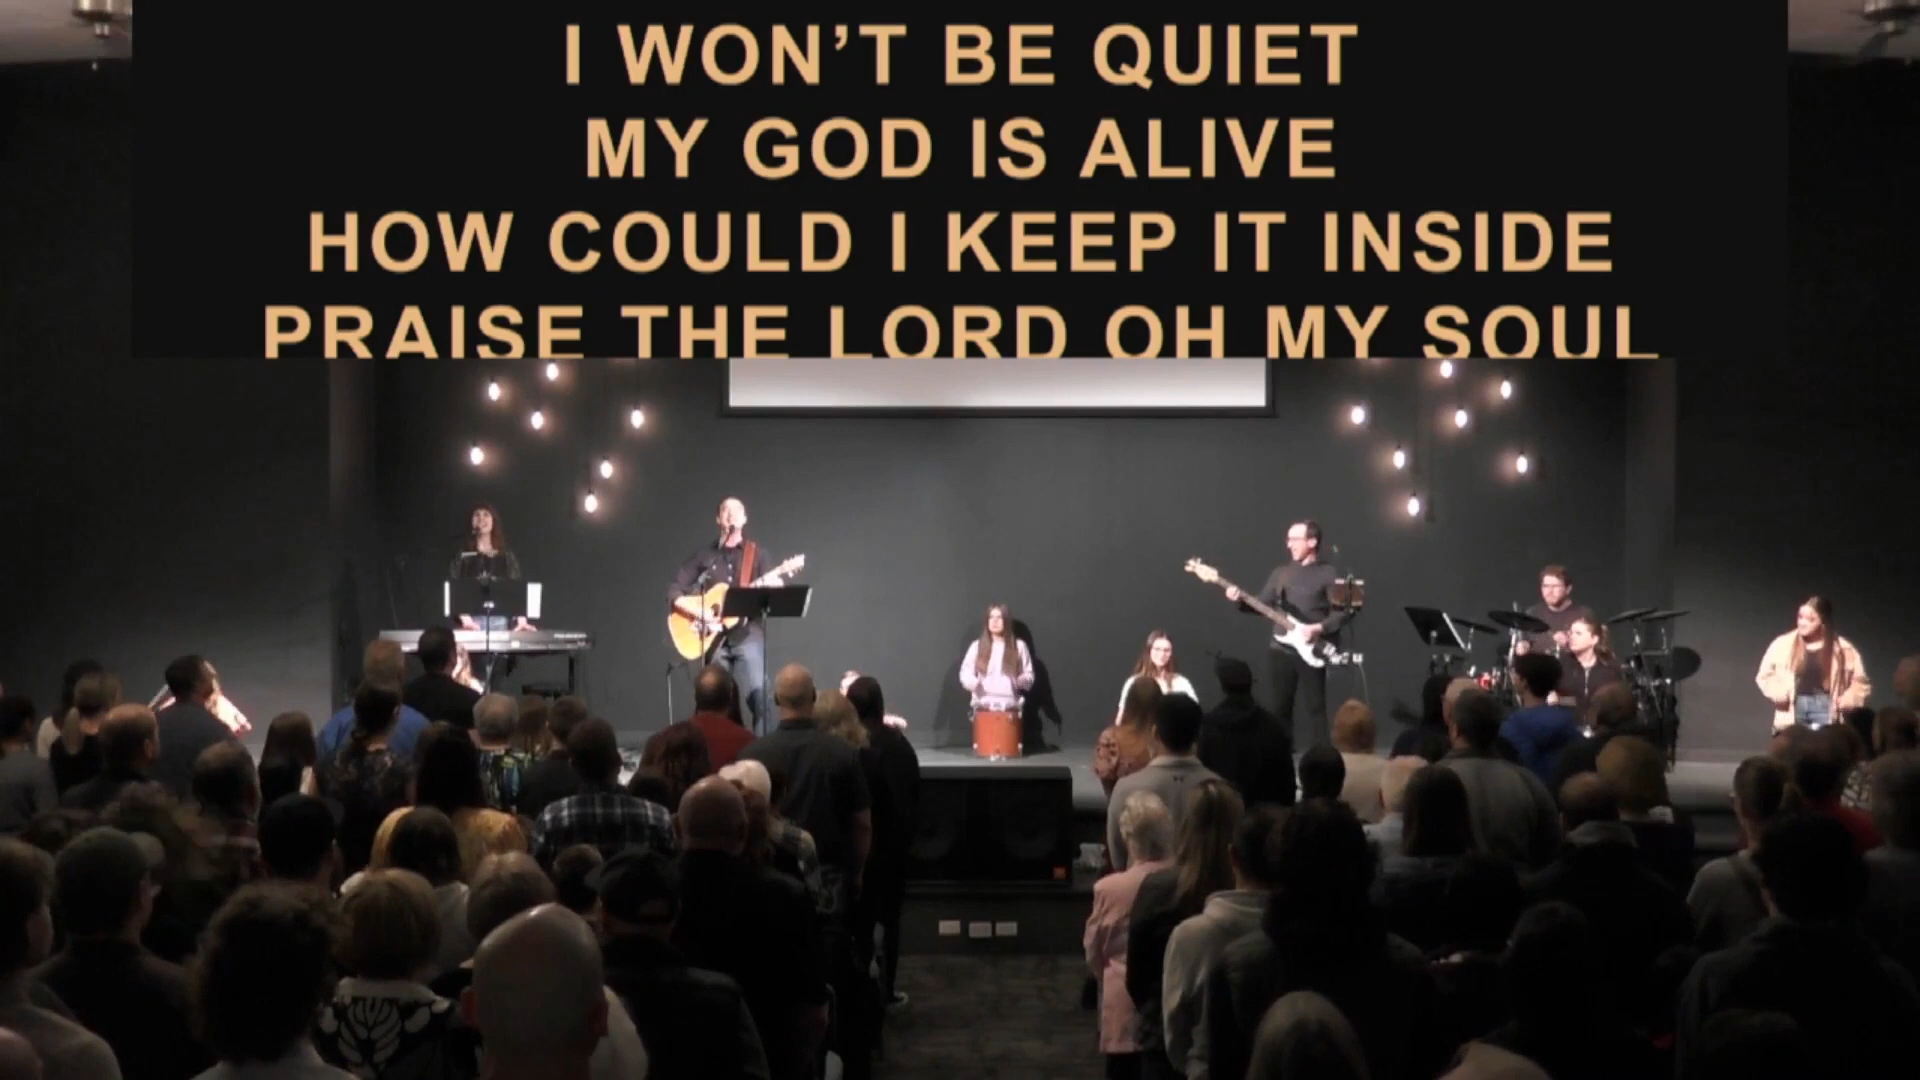 I WON'T BE QUIET
MY GOD IS ALIVE
HOW COULD I KEEP IT INSIDE
PRAISE THE LORD OH MY SOUL